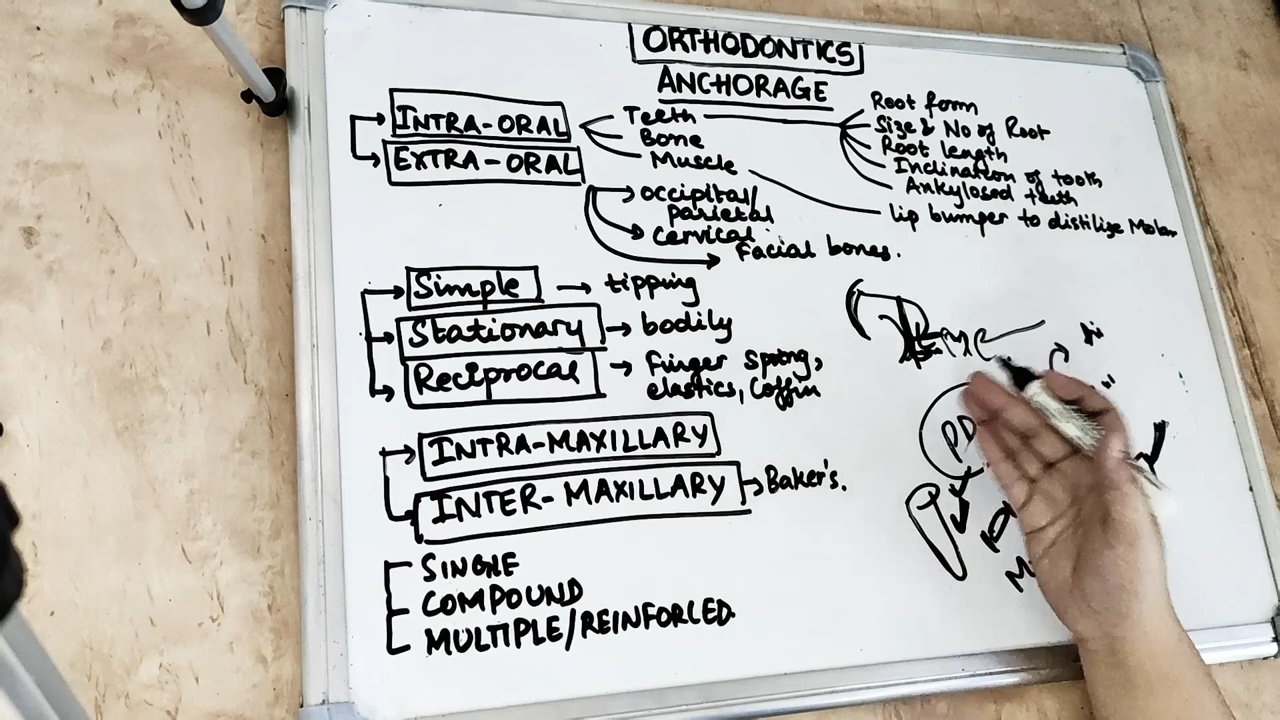 ORTHODONTICS
ANCHORAGE
INTRA-ORAL
EXTRA-ORAL
Teeth
Bone
Muscle
Root form
Size & No of Root
Root length
Inclination of tooth
Ankylosed teeth
lip bumper to distilize Molar
occipital/
parietal
cervical
Facial bones.
Simple → tipping
Stationary → bodily
Reciprocal → Finger spring,
elastics, Coffin
INTRA-MAXILLARY
INTER-MAXILLARY → Baker's.
SINGLE
COMPOUND
MULTIPLE/REINFORCED.
PD